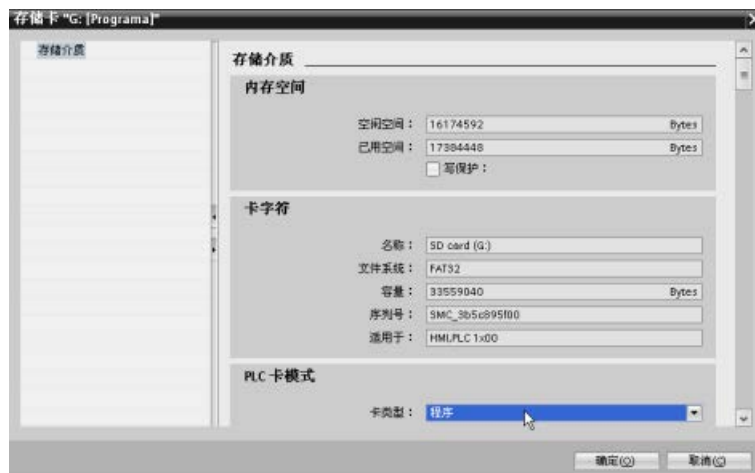 存储卡 "G: [Programa]"
存储介质
存储介质
内存空间
空闲空间： 16174592 Bytes
已用空间： 17384448 Bytes
写保护：
卡字符
名称： SD card (G:)
文件系统： FAT32
容量： 33559040 Bytes
序列号： SMC_3b5c895f00
适用于： HMI,PLC 1x00
PLC 卡模式
卡类型： 程序
确定(O) 取消(C)